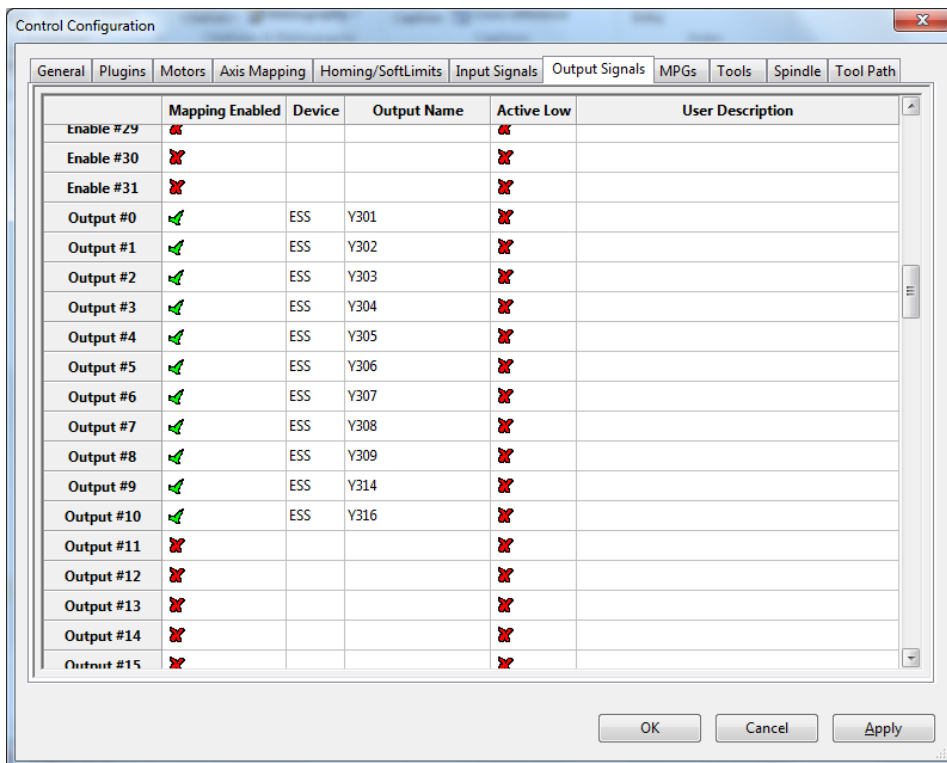 Control Configuration
General Plugins Motors Axis Mapping Homing/SoftLimits Input Signals Output Signals MPGs Tools Spindle Tool Path
Mapping Enabled Device Output Name Active Low User Description
Enable #29
Enable #30
Enable #31
Output #0 ESS Y301
Output #1 ESS Y302
Output #2 ESS Y303
Output #3 ESS Y304
Output #4 ESS Y305
Output #5 ESS Y306
Output #6 ESS Y307
Output #7 ESS Y308
Output #8 ESS Y309
Output #9 ESS Y314
Output #10 ESS Y316
Output #11
Output #12
Output #13
Output #14
Output #15
OK Cancel Apply